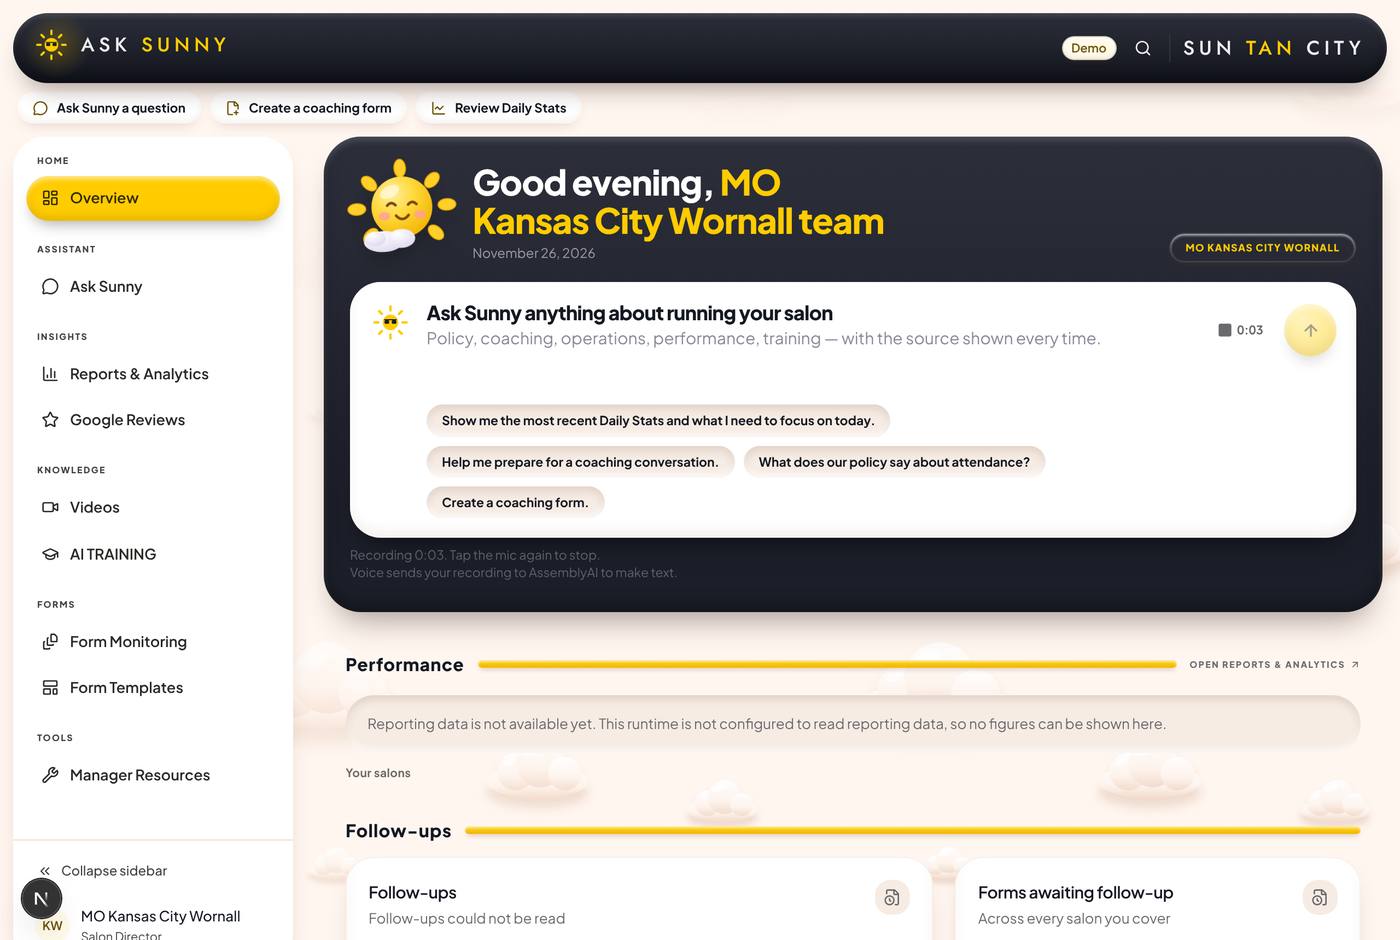 ASK SUNNY
Demo
SUN TAN CITY
Ask Sunny a question
Create a coaching form
Review Daily Stats
HOME
Overview
ASSISTANT
Ask Sunny
INSIGHTS
Reports & Analytics
Google Reviews
KNOWLEDGE
Videos
AI TRAINING
FORMS
Form Monitoring
Form Templates
TOOLS
Manager Resources
Collapse sidebar
N
KW
MO Kansas City Wornall
Salon Director
Good evening, MO
Kansas City Wornall team
November 26, 2026
MO KANSAS CITY WORNALL
Ask Sunny anything about running your salon
Policy, coaching, operations, performance, training — with the source shown every time.
0:03
Show me the most recent Daily Stats and what I need to focus on today.
Help me prepare for a coaching conversation.
What does our policy say about attendance?
Create a coaching form.
Recording 0:03. Tap the mic again to stop.
Voice sends your recording to AssemblyAI to make text.
Performance
OPEN REPORTS & ANALYTICS
Reporting data is not available yet. This runtime is not configured to read reporting data, so no figures can be shown here.
Your salons
Follow-ups
Follow-ups
Follow-ups could not be read
Forms awaiting follow-up
Across every salon you cover